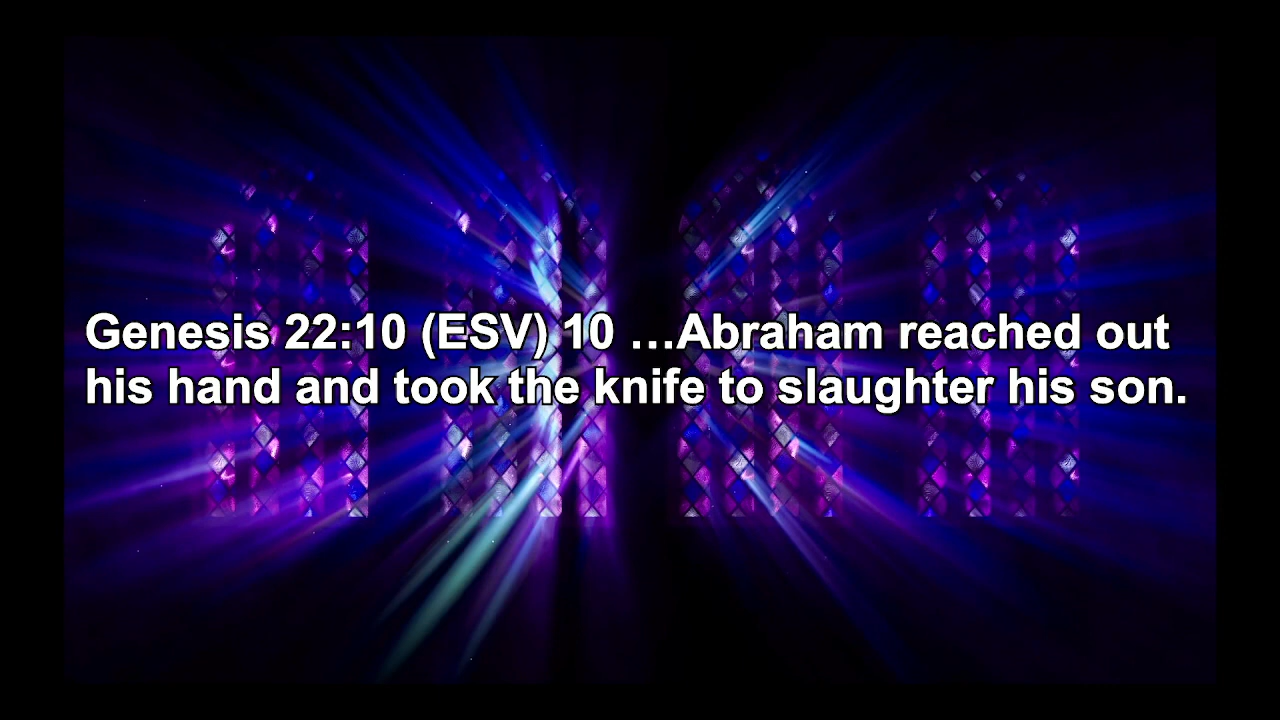 Genesis 22:10 (ESV) 10 …Abraham reached out
his hand and took the knife to slaughter his son.